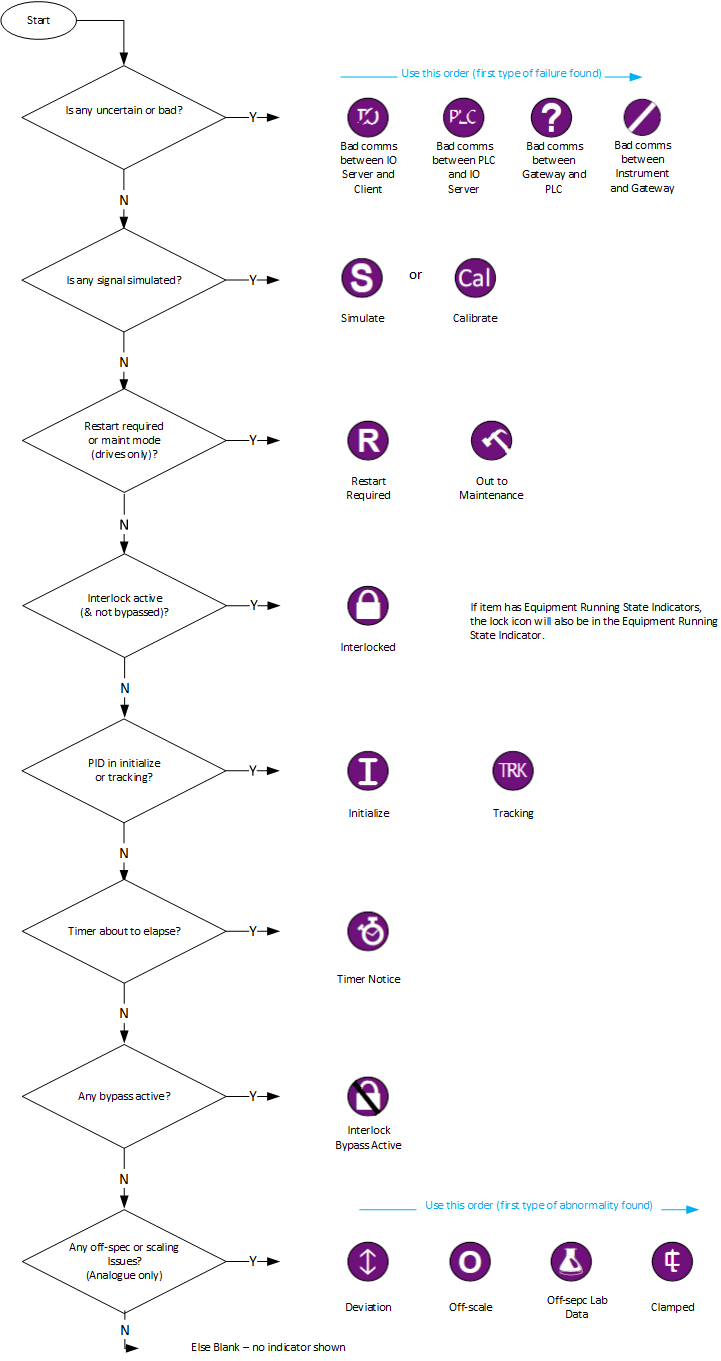 Start
Use this order (first type of failure found)
Is any uncertain or bad?
Y
IO
PLC
?
Bad comms
between IO
Server and
Client
Bad comms
between PLC
and IO
Server
Bad comms
between
Gateway and
PLC
Bad comms
between
Instrument
and Gateway
N
Is any signal simulated?
Y
S
or
Cal
Simulate
Calibrate
N
Restart required
or maint mode
(drives only)?
Y
R
Restart
Required
Out to
Maintenance
N
Interlock active
(& not bypassed)?
Y
Interlocked
If item has Equipment Running State Indicators,
the lock icon will also be in the Equipment Running
State Indicator.
N
PID in initialize
or tracking?
Y
I
TRK
Initialize
Tracking
N
Timer about to elapse?
Y
Timer Notice
N
Any bypass active?
Y
Interlock
Bypass Active
N
Use this order (first type of abnormality found)
Any off-spec or scaling
Issues?
(Analogue only)
Y
O
Deviation
Off-scale
Off-sepc Lab
Data
Clamped
N
Else Blank – no indicator shown